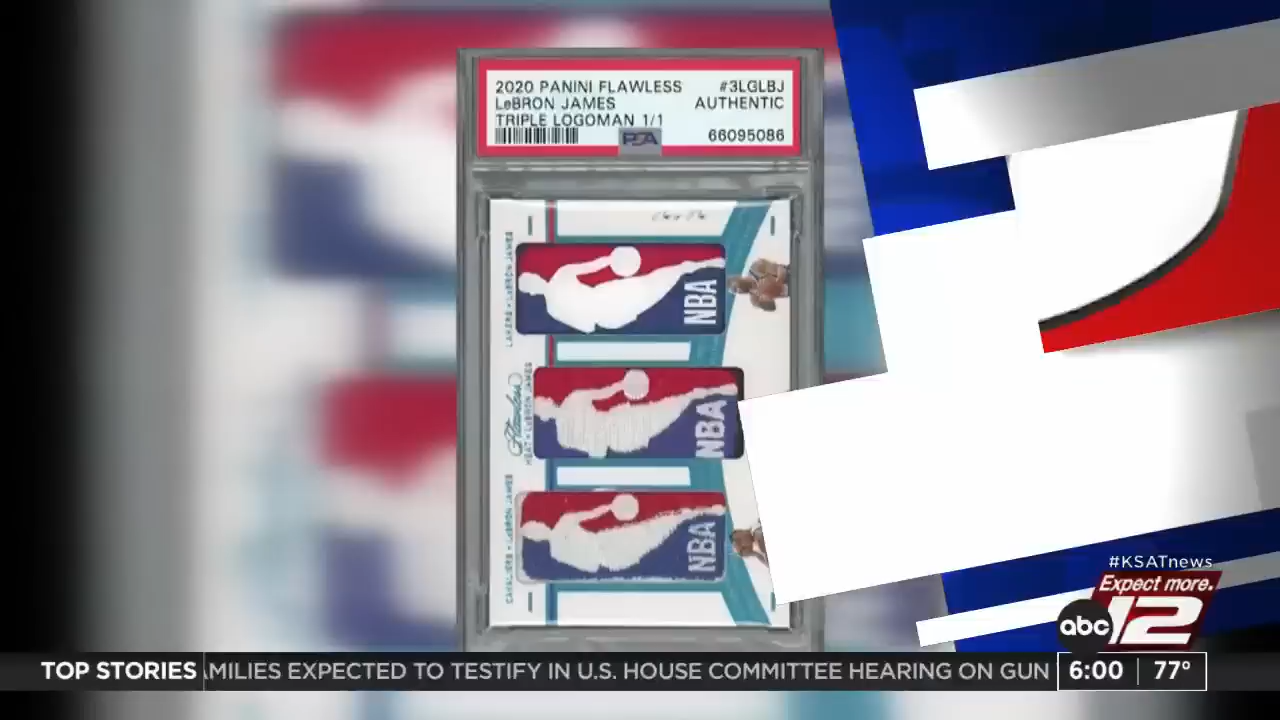 2020 PANINI FLAWLESS #3LGLBJ
LeBRON JAMES AUTHENTIC
TRIPLE LOGOMAN 1/1
PSA 66095086
LAKERS • LeBRON JAMES
NBA
Flawless
HEAT • LeBRON JAMES
NBA
CAVALIERS • LeBRON JAMES
NBA
#KSATnews
Expect more.
abc 12
TOP STORIES AMILIES EXPECTED TO TESTIFY IN U.S. HOUSE COMMITTEE HEARING ON GUN 6:00 77°